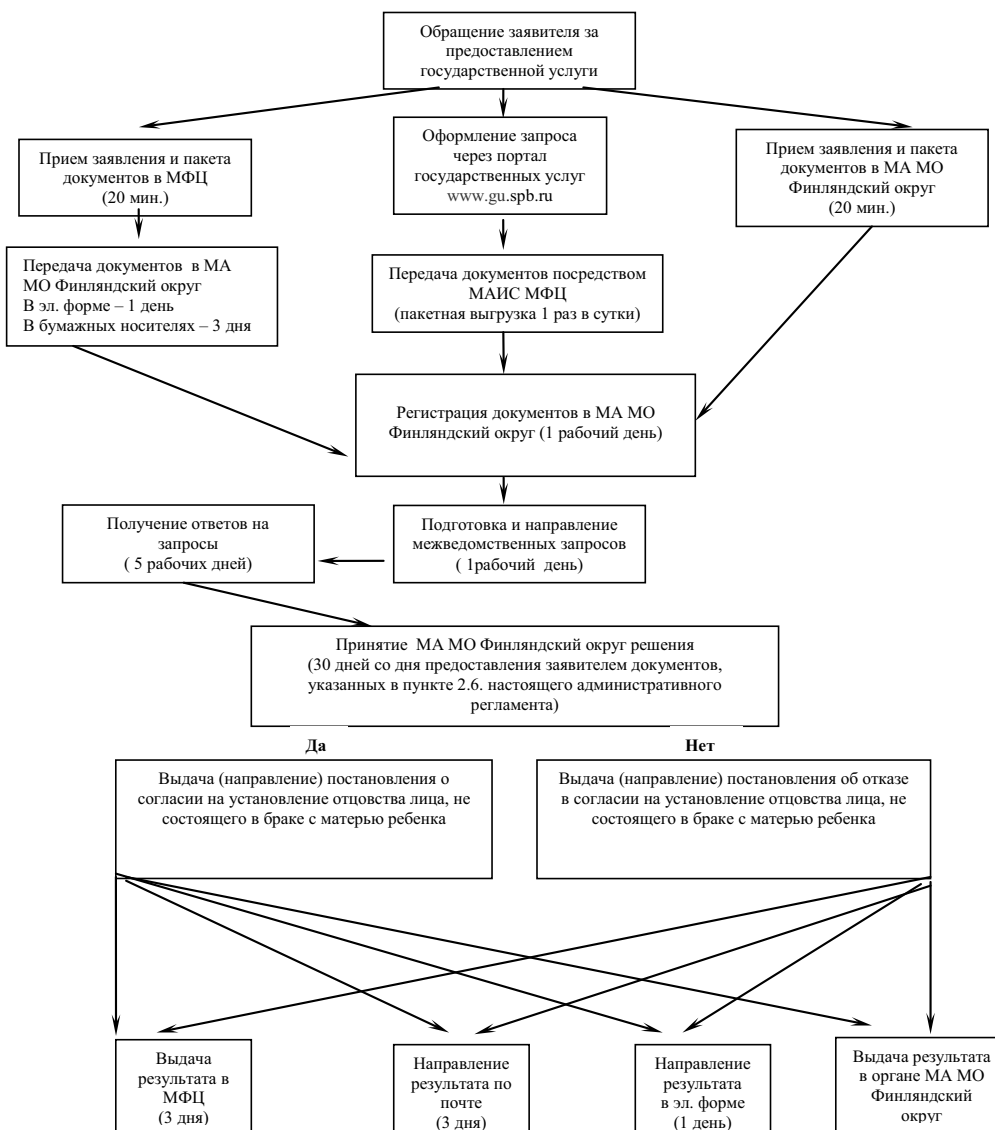 Обращение заявителя за
предоставлением
государственной услуги
Прием заявления и пакета
документов в МФЦ
(20 мин.)
Оформление запроса
через портал
государственных услуг
www.gu.spb.ru
Прием заявления и пакета
документов в МА МО
Финляндский округ
(20 мин.)
Передача документов в МА
МО Финляндский округ
В эл. форме – 1 день
В бумажных носителях – 3 дня
Передача документов посредством
МАИС МФЦ
(пакетная выгрузка 1 раз в сутки)
Регистрация документов в МА МО
Финляндский округ (1 рабочий день)
Получение ответов на
запросы
( 5 рабочих дней)
Подготовка и направление
межведомственных запросов
( 1рабочий день)
Принятие МА МО Финляндский округ решения
(30 дней со дня предоставления заявителем документов,
указанных в пункте 2.6. настоящего административного
регламента)
Да
Нет
Выдача (направление) постановления о
согласии на установление отцовства лица, не
состоящего в браке с матерью ребенка
Выдача (направление) постановления об отказе
в согласии на установление отцовства лица, не
состоящего в браке с матерью ребенка
Выдача
результата в
МФЦ
(3 дня)
Направление
результата по
почте
(3 дня)
Направление
результата
в эл. форме
(1 день)
Выдача результата
в органе МА МО
Финляндский
округ